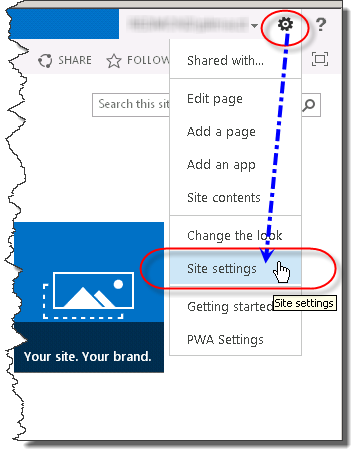 ?
SHARE
FOLLOW
Search this sit
Shared with...
Edit page
Add a page
Add an app
Site contents
Change the look
Site settings
Getting started
Site settings
PWA Settings
Your site. Your brand.